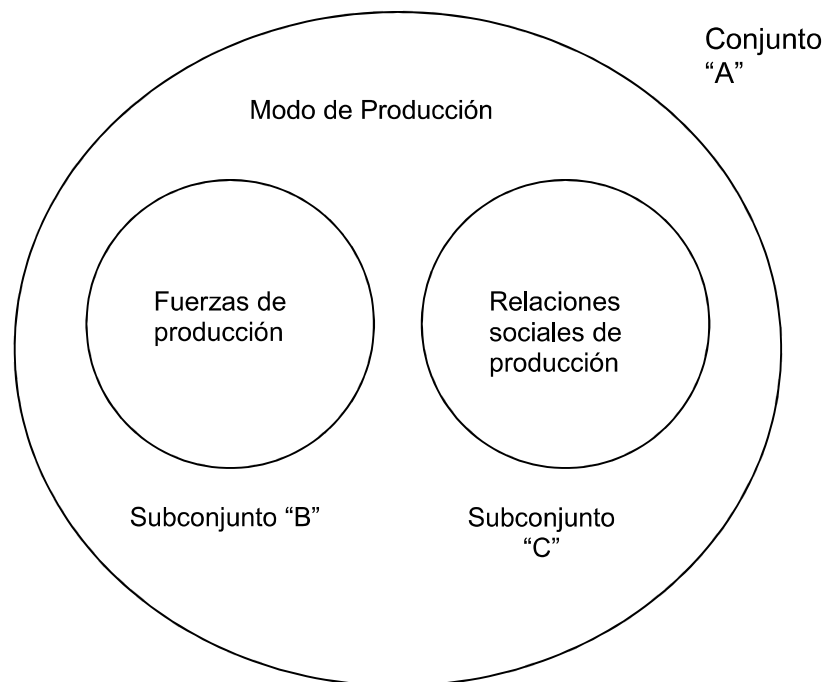 Conjunto
“A”
Modo de Producción
Fuerzas de
producción
Relaciones
sociales de
producción
Subconjunto “B”
Subconjunto
“C”